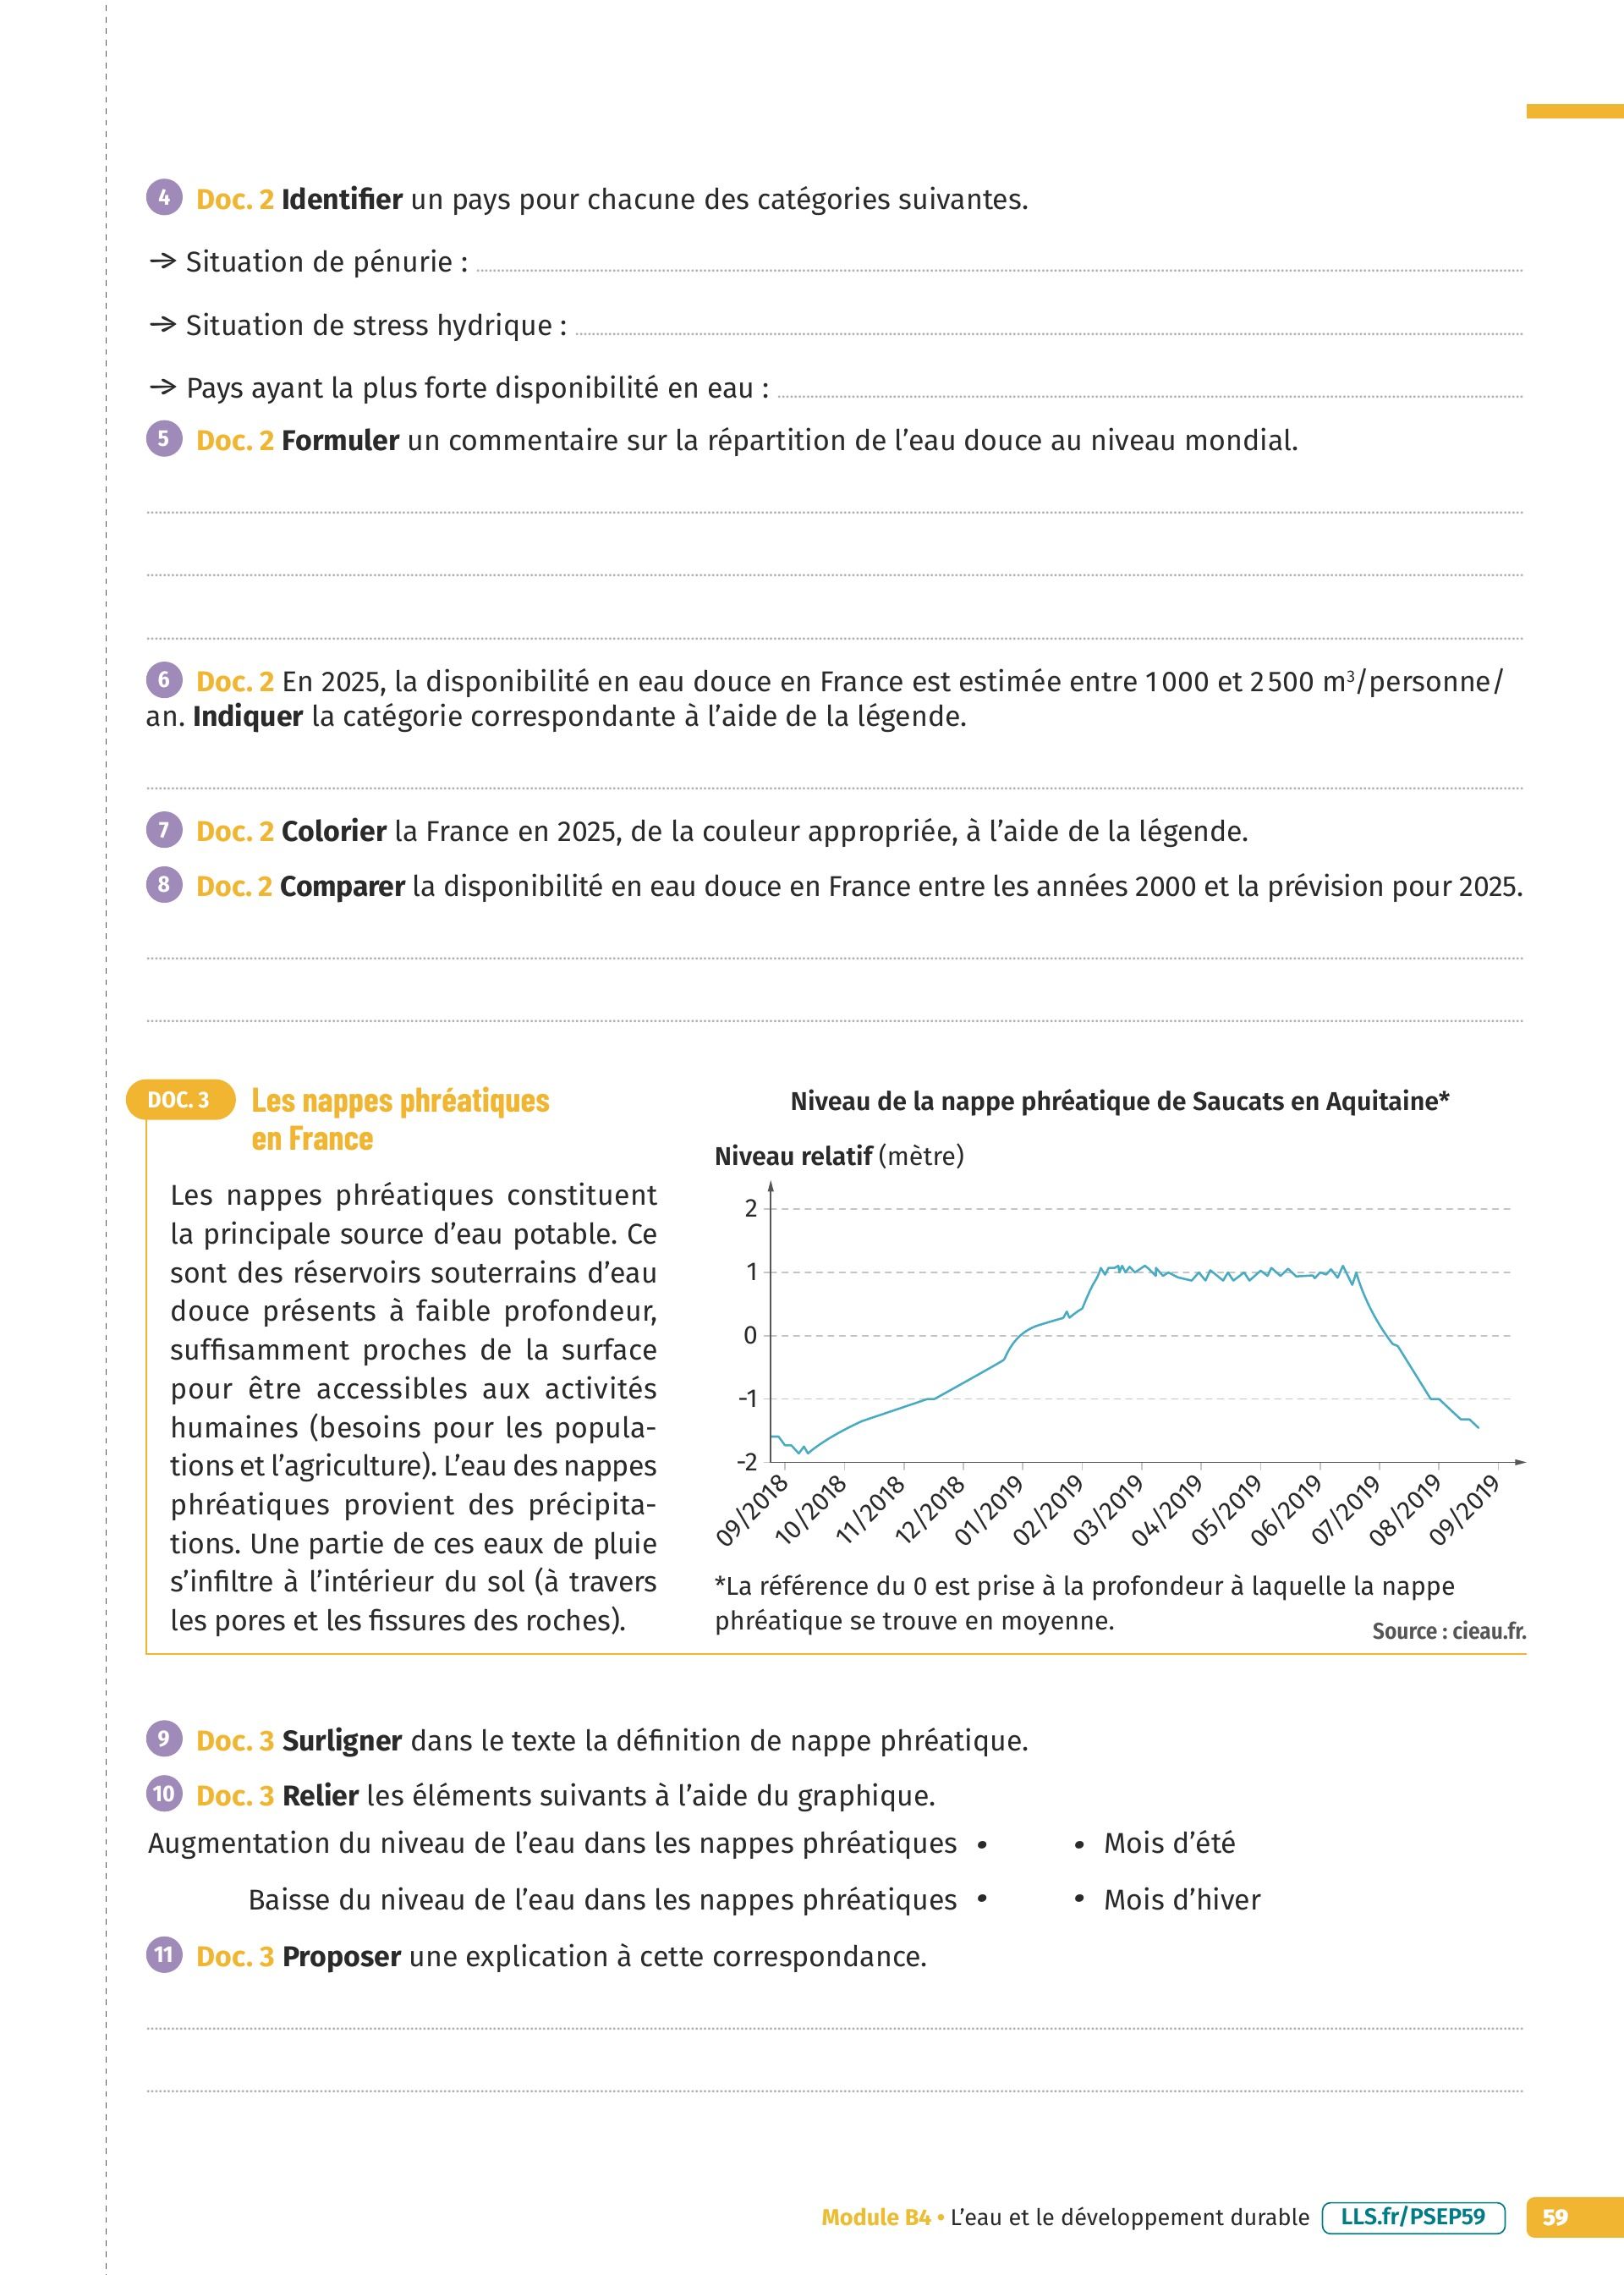 4 Doc. 2 Identifier un pays pour chacune des catégories suivantes.
→ Situation de pénurie :
→ Situation de stress hydrique :
→ Pays ayant la plus forte disponibilité en eau :
5 Doc. 2 Formuler un commentaire sur la répartition de l’eau douce au niveau mondial.
6 Doc. 2 En 2025, la disponibilité en eau douce en France est estimée entre 1 000 et 2 500 m³/personne/
an. Indiquer la catégorie correspondante à l’aide de la légende.
7 Doc. 2 Colorier la France en 2025, de la couleur appropriée, à l’aide de la légende.
8 Doc. 2 Comparer la disponibilité en eau douce en France entre les années 2000 et la prévision pour 2025.
DOC. 3 Les nappes phréatiques
en France
Les nappes phréatiques constituent
la principale source d’eau potable. Ce
sont des réservoirs souterrains d’eau
douce présents à faible profondeur,
suffisamment proches de la surface
pour être accessibles aux activités
humaines (besoins pour les popula-
tions et l’agriculture). L’eau des nappes
phréatiques provient des précipita-
tions. Une partie de ces eaux de pluie
s’infiltre à l’intérieur du sol (à travers
les pores et les fissures des roches).
Niveau de la nappe phréatique de Saucats en Aquitaine*
Niveau relatif (mètre)
2
1
0
-1
-2
09/2018
10/2018
11/2018
12/2018
01/2019
02/2019
03/2019
04/2019
05/2019
06/2019
07/2019
08/2019
09/2019
*La référence du 0 est prise à la profondeur à laquelle la nappe
phréatique se trouve en moyenne.
Source : cieau.fr.
9 Doc. 3 Surligner dans le texte la définition de nappe phréatique.
10 Doc. 3 Relier les éléments suivants à l’aide du graphique.
Augmentation du niveau de l’eau dans les nappes phréatiques • • Mois d’été
Baisse du niveau de l’eau dans les nappes phréatiques • • Mois d’hiver
11 Doc. 3 Proposer une explication à cette correspondance.
Module B4 • L’eau et le développement durable LLS.fr/PSEP59 59